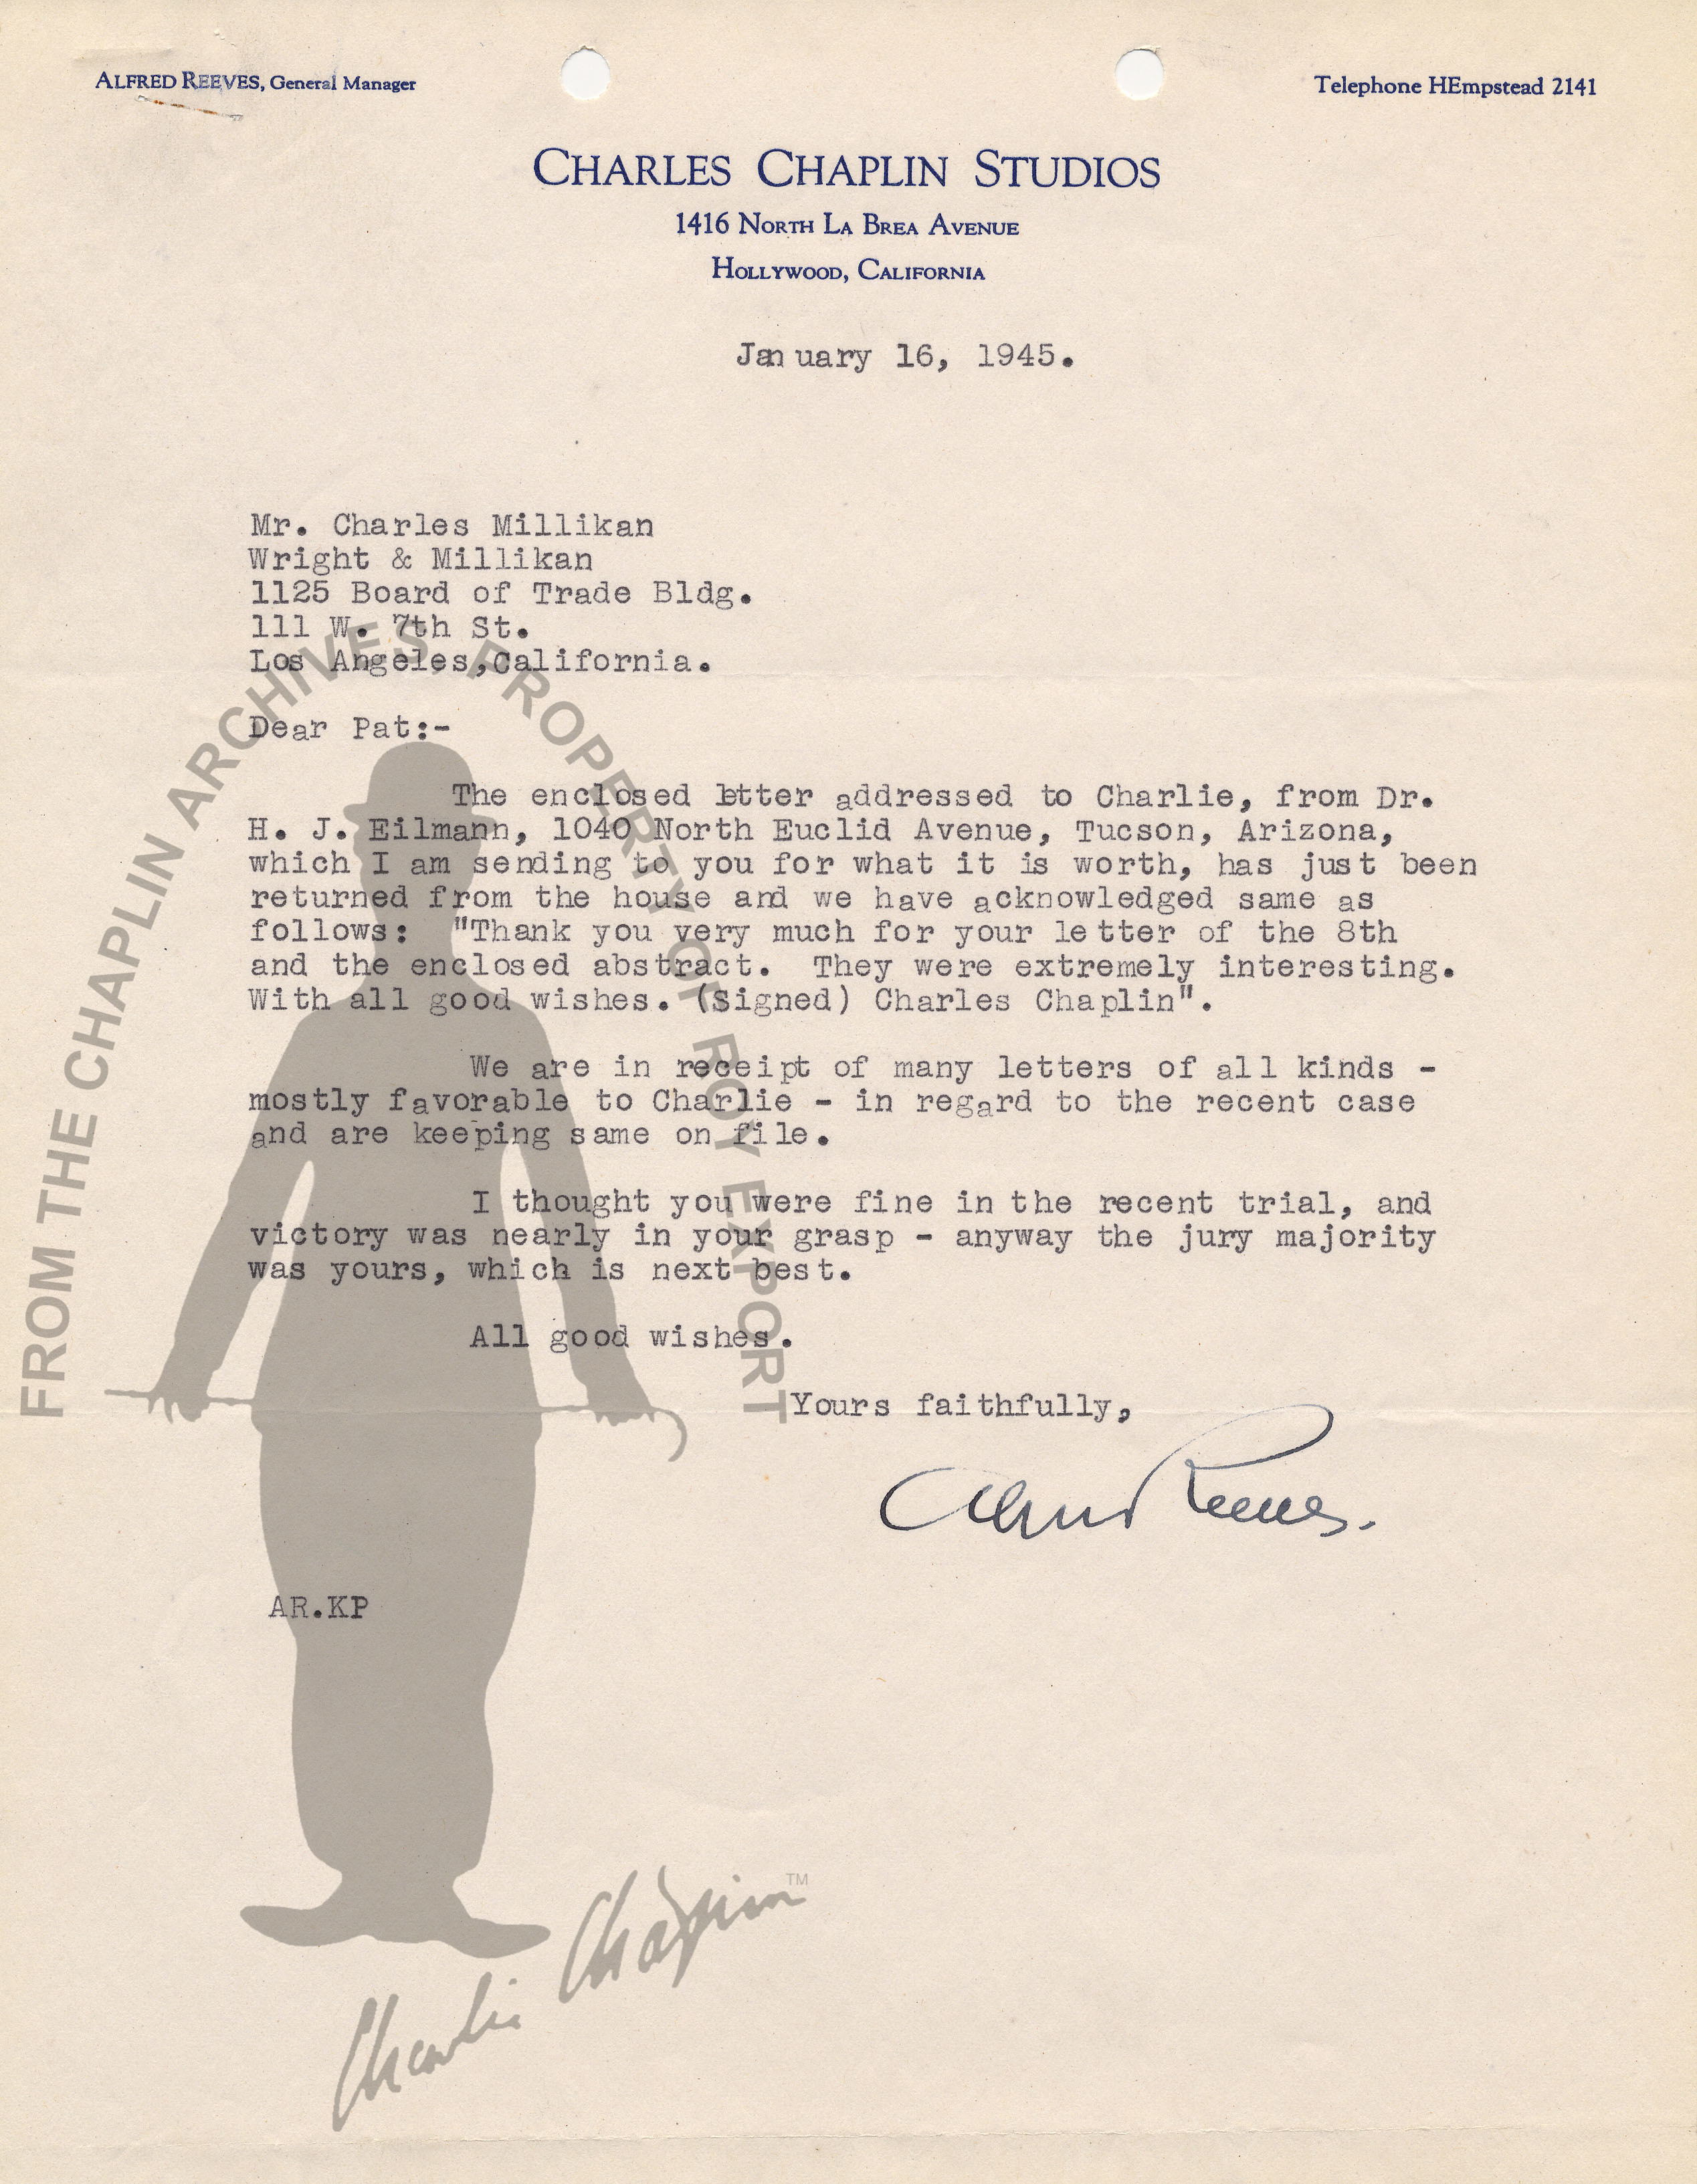 ALFRED REEVES, General Manager
Telephone HEmpstead 2141
CHARLES CHAPLIN STUDIOS
1416 NORTH LA BREA AVENUE
HOLLYWOOD, CALIFORNIA
January 16, 1945.
Mr. Charles Millikan
Wright & Millikan
1125 Board of Trade Bldg.
111 W. 7th St.
Los Angeles,California.
Dear Pat:-
The enclosed letter addressed to Charlie, from Dr.
H. J. Eilmann, 1040 North Euclid Avenue, Tucson, Arizona,
which I am sending to you for what it is worth, has just been
returned from the house and we have acknowledged same as
follows: "Thank you very much for your letter of the 8th
and the enclosed abstract. They were extremely interesting.
With all good wishes. (Signed) Charles Chaplin".
We are in receipt of many letters of all kinds -
mostly favorable to Charlie - in regard to the recent case
and are keeping same on file.
I thought you were fine in the recent trial, and
victory was nearly in your grasp - anyway the jury majority
was yours, which is next best.
All good wishes.
Yours faithfully,
Alfred Reeves.
AR.KP
FROM THE CHAPLIN ARCHIVES, PROPERTY OF ROY EXPORT
Charlie Chaplin™